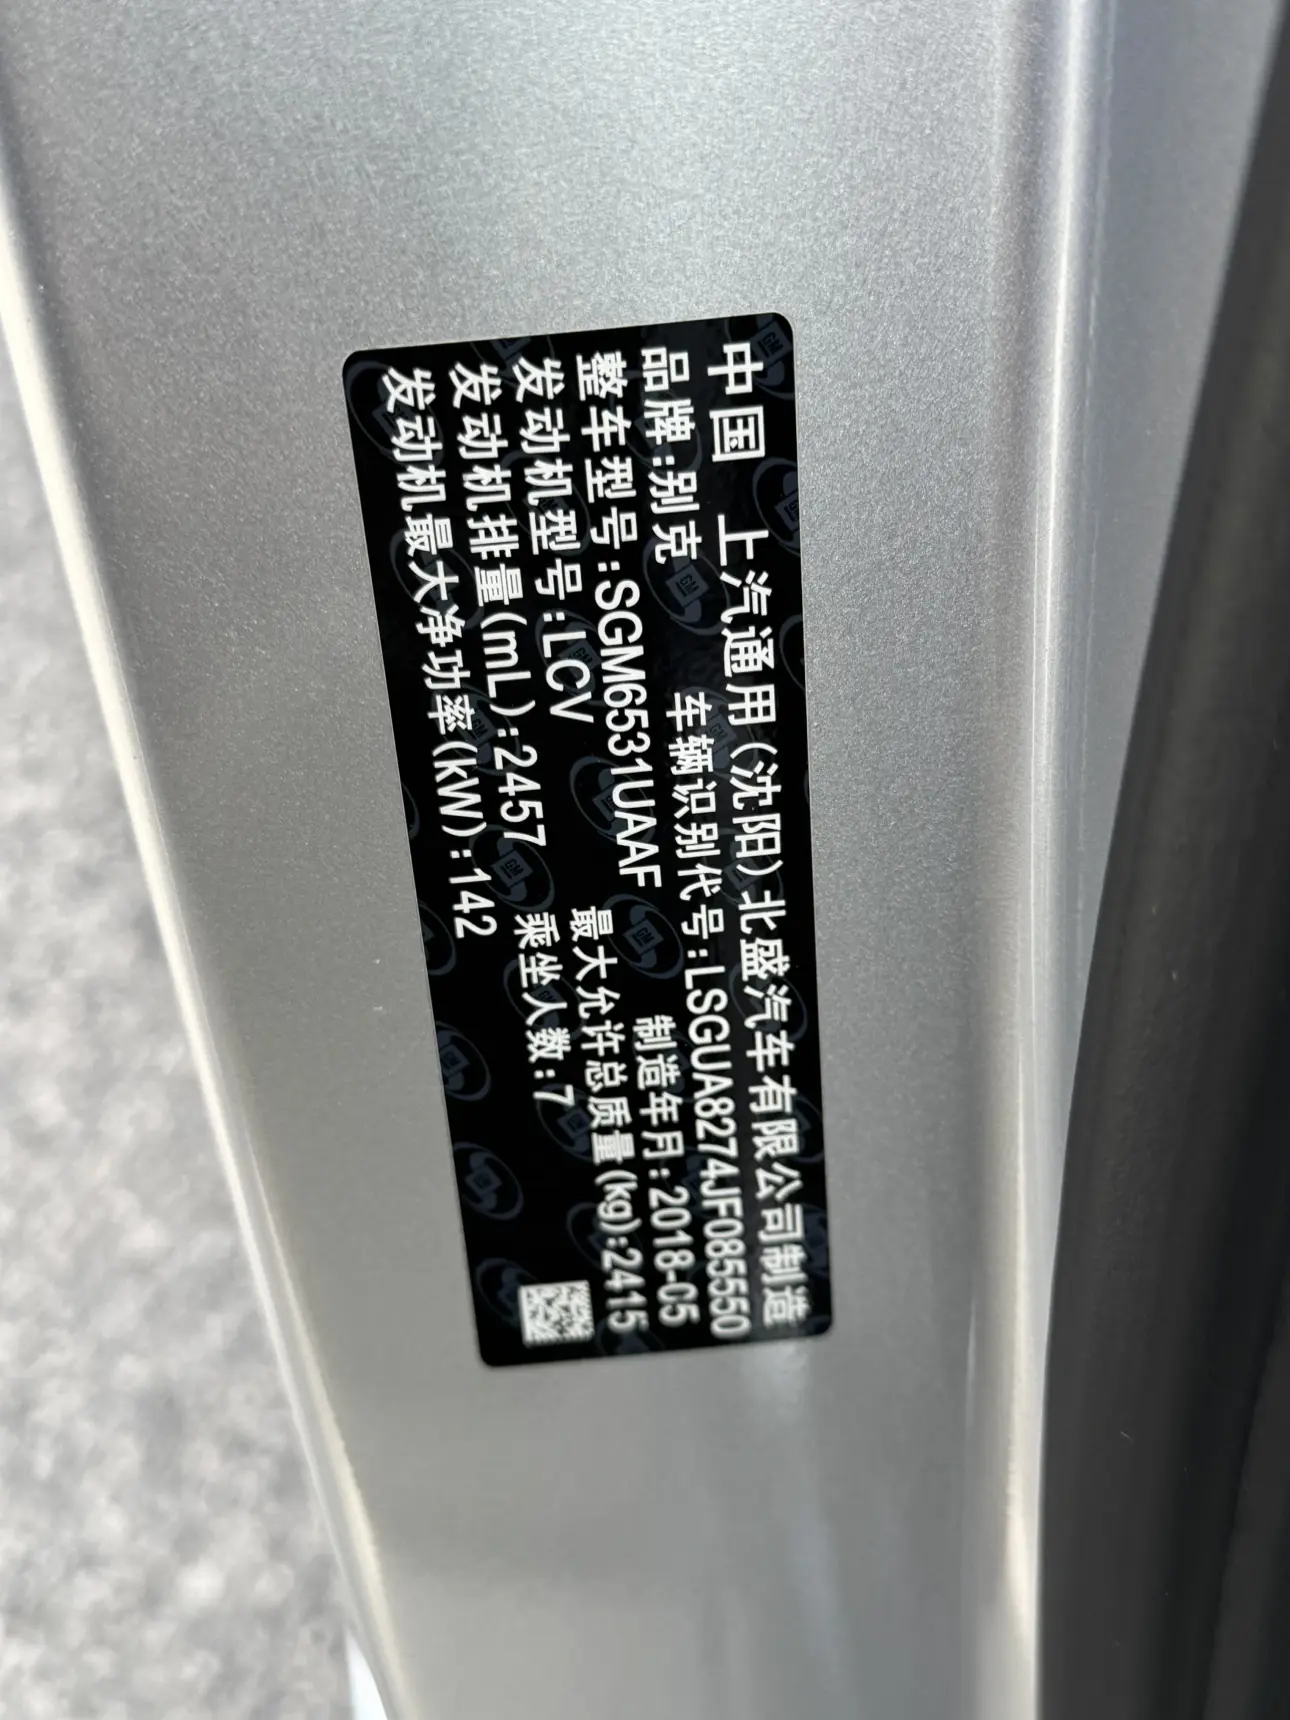 中国 上汽通用(沈阳)北盛汽车有限公司制造
品牌:别克 车辆识别代号:LSGUA8274JF085550
整车型号:SGM6531UAAF 制造年月:2018-05
发动机型号:LCV 最大允许总质量(kg):2415
发动机排量(mL):2457 乘坐人数:7
发动机最大净功率(kW):142